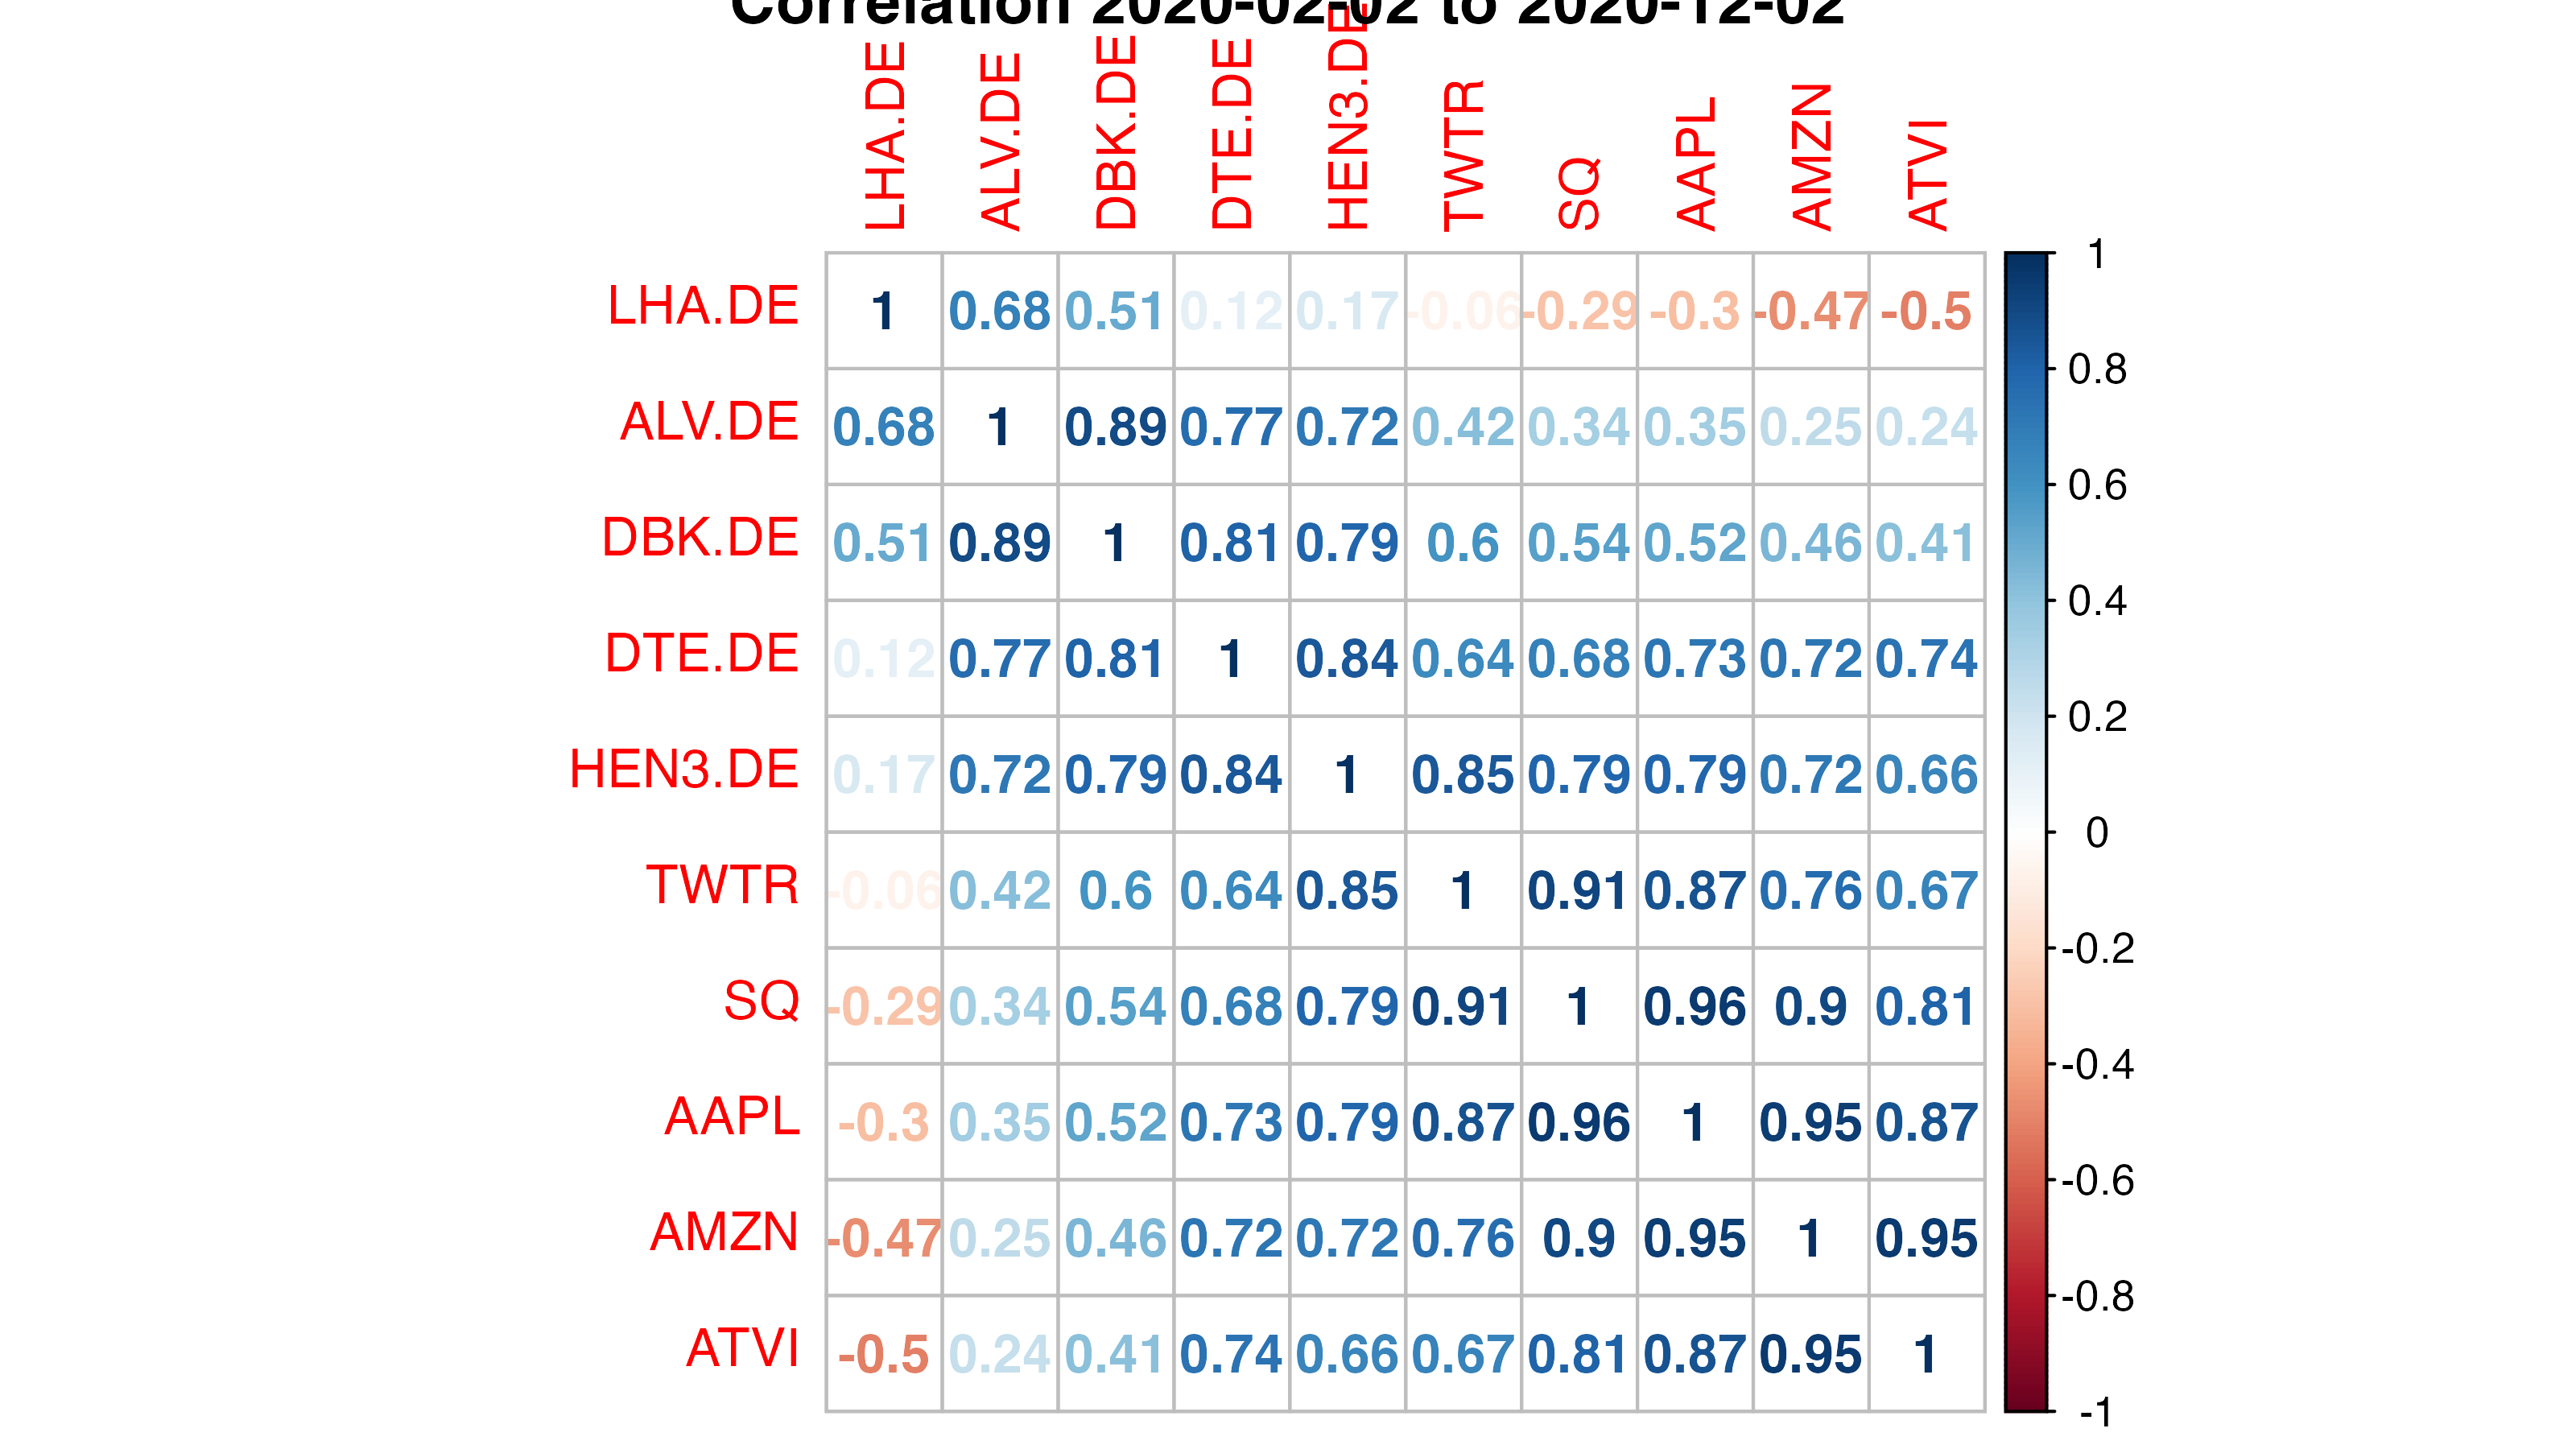 Correlation 2020-02-02 to 2020-12-02
LHA.DE ALV.DE DBK.DE DTE.DE HEN3.DE TWTR SQ AAPL AMZN ATVI
LHA.DE 1 0.68 0.51 0.12 0.17 -0.06 -0.29 -0.3 -0.47 -0.5
ALV.DE 0.68 1 0.89 0.77 0.72 0.42 0.34 0.35 0.25 0.24
DBK.DE 0.51 0.89 1 0.81 0.79 0.6 0.54 0.52 0.46 0.41
DTE.DE 0.12 0.77 0.81 1 0.84 0.64 0.68 0.73 0.72 0.74
HEN3.DE 0.17 0.72 0.79 0.84 1 0.85 0.79 0.79 0.72 0.66
TWTR -0.06 0.42 0.6 0.64 0.85 1 0.91 0.87 0.76 0.67
SQ -0.29 0.34 0.54 0.68 0.79 0.91 1 0.96 0.9 0.81
AAPL -0.3 0.35 0.52 0.73 0.79 0.87 0.96 1 0.95 0.87
AMZN -0.47 0.25 0.46 0.72 0.72 0.76 0.9 0.95 1 0.95
ATVI -0.5 0.24 0.41 0.74 0.66 0.67 0.81 0.87 0.95 1
1
0.8
0.6
0.4
0.2
0
-0.2
-0.4
-0.6
-0.8
-1